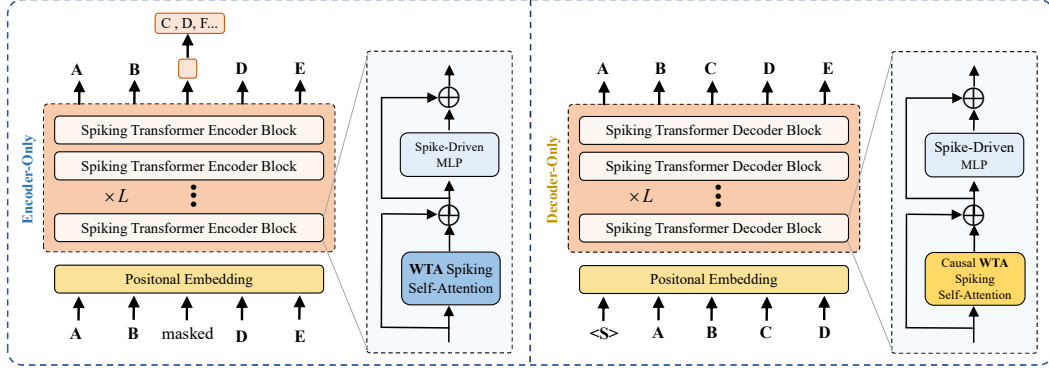 Encoder-Only
C , D, F...
A B D E
Spiking Transformer Encoder Block
Spiking Transformer Encoder Block
× L
Spiking Transformer Encoder Block
Positonal Embedding
A B masked D E
Spike-Driven
MLP
WTA Spiking
Self-Attention
Decoder-Only
A B C D E
Spiking Transformer Decoder Block
Spiking Transformer Decoder Block
× L
Spiking Transformer Decoder Block
Positonal Embedding
<S> A B C D
Spike-Driven
MLP
Causal WTA
Spiking
Self-Attention